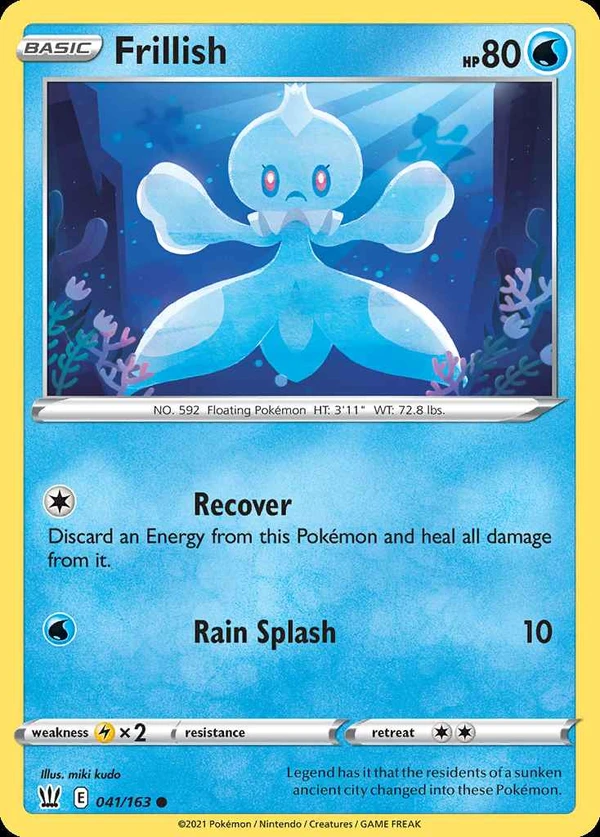 BASIC Frillish HP 80
NO. 592 Floating Pokémon HT: 3'11" WT: 72.8 lbs.
Recover
Discard an Energy from this Pokémon and heal all damage
from it.
Rain Splash 10
weakness ×2 resistance retreat
Illus. miki kudo
Legend has it that the residents of a sunken
ancient city changed into these Pokémon.
E 041/163
©2021 Pokémon / Nintendo / Creatures / GAME FREAK